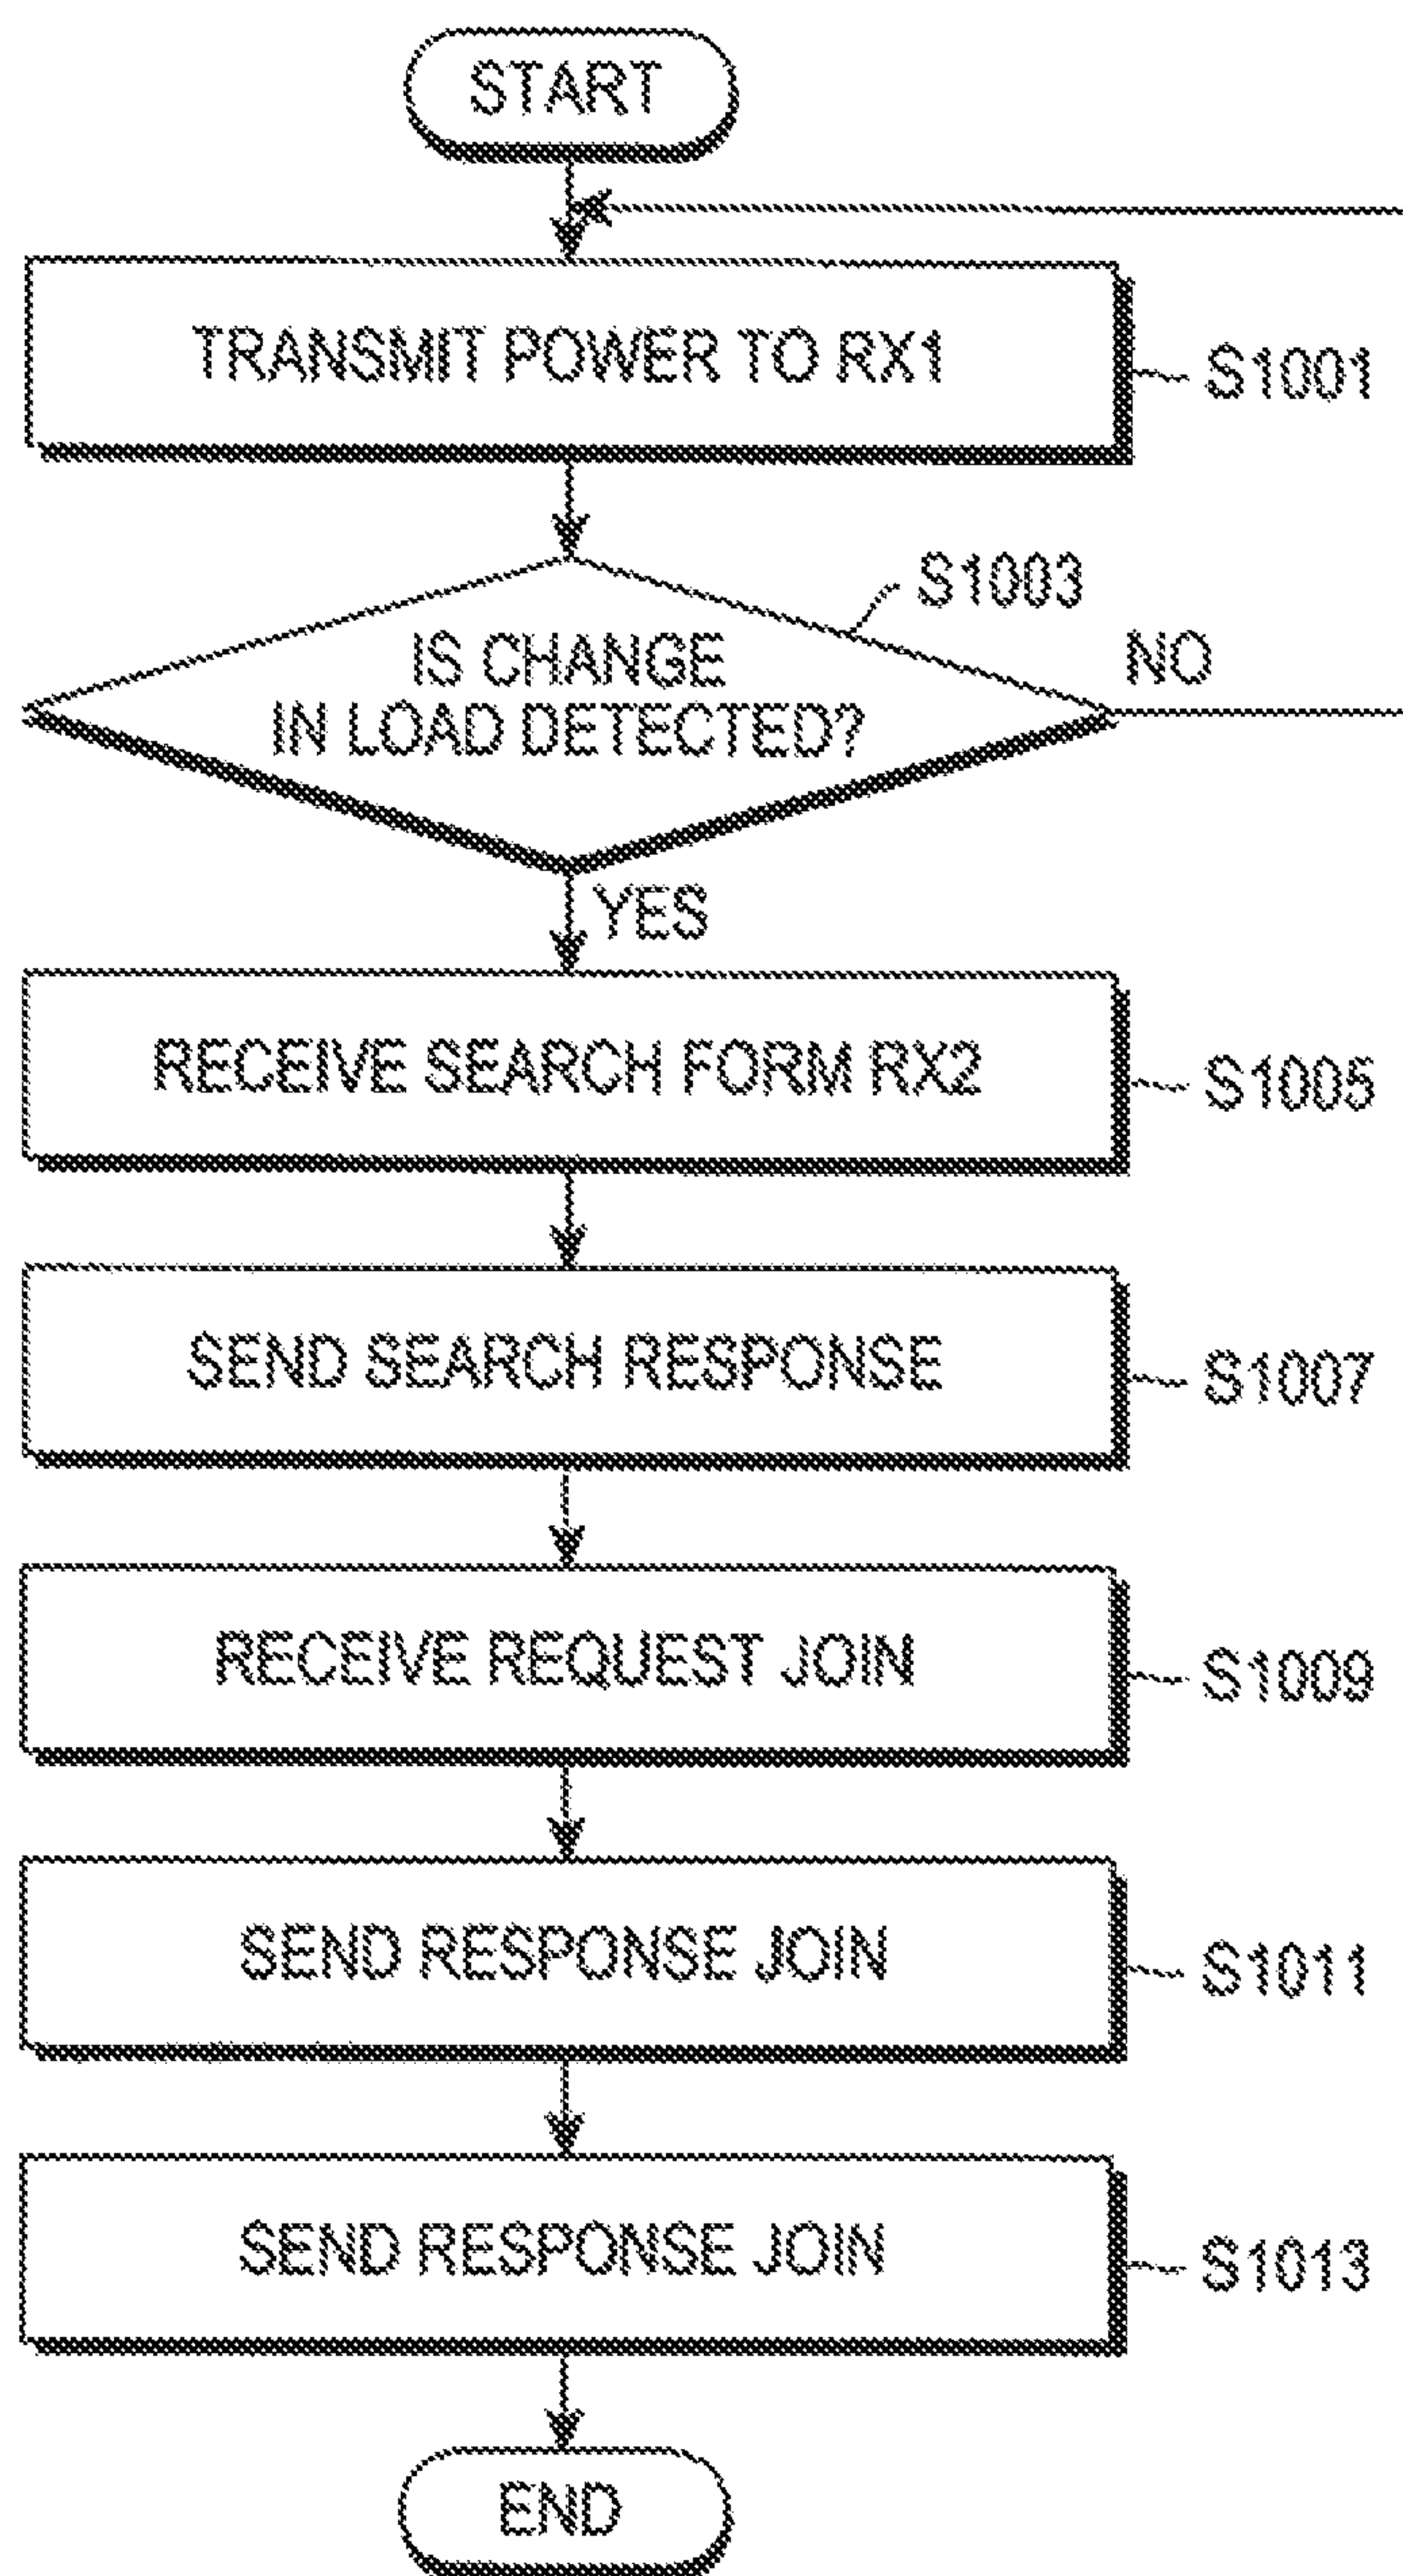 START
TRANSMIT POWER TO RX1
S1001
S1003
IS CHANGE
IN LOAD DETECTED?
NO
YES
RECEIVE SEARCH FORM RX2
S1005
SEND SEARCH RESPONSE
S1007
RECEIVE REQUEST JOIN
S1009
SEND RESPONSE JOIN
S1011
SEND RESPONSE JOIN
S1013
END